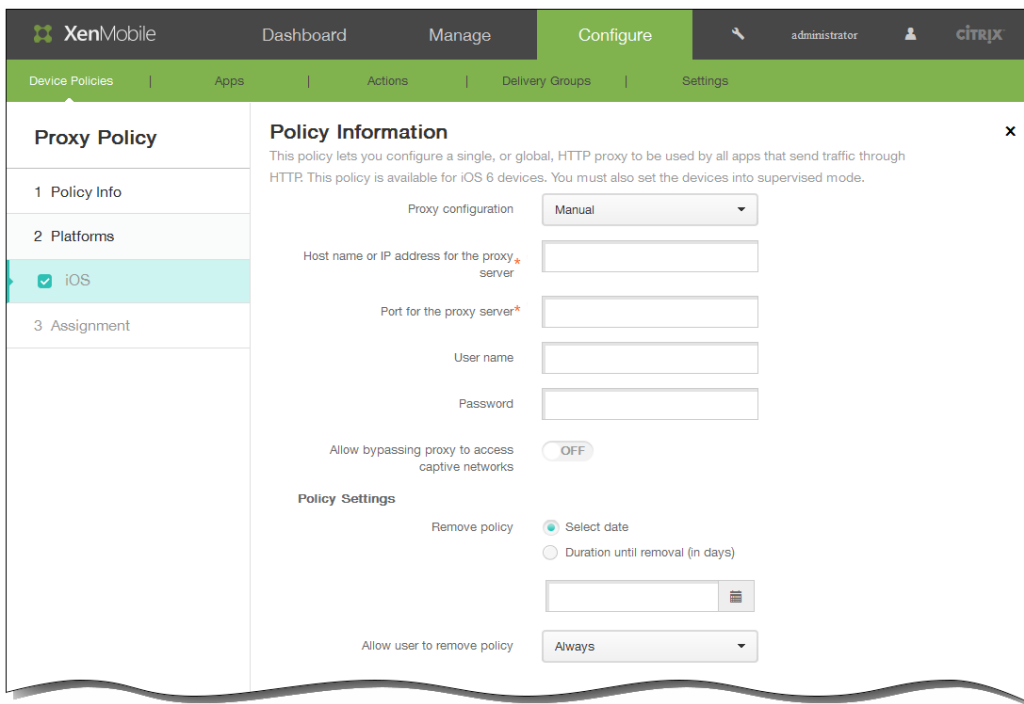 XenMobile Dashboard Manage Configure administrator CİTRIX
Device Policies | Apps | Actions | Delivery Groups | Settings
Proxy Policy
1 Policy Info
2 Platforms
iOS
3 Assignment
Policy Information
This policy lets you configure a single, or global, HTTP proxy to be used by all apps that send traffic through
HTTP. This policy is available for iOS 6 devices. You must also set the devices into supervised mode.
Proxy configuration Manual
Host name or IP address for the proxy
server*
Port for the proxy server*
User name
Password
Allow bypassing proxy to access
captive networks OFF
Policy Settings
Remove policy Select date
Duration until removal (in days)
Allow user to remove policy Always